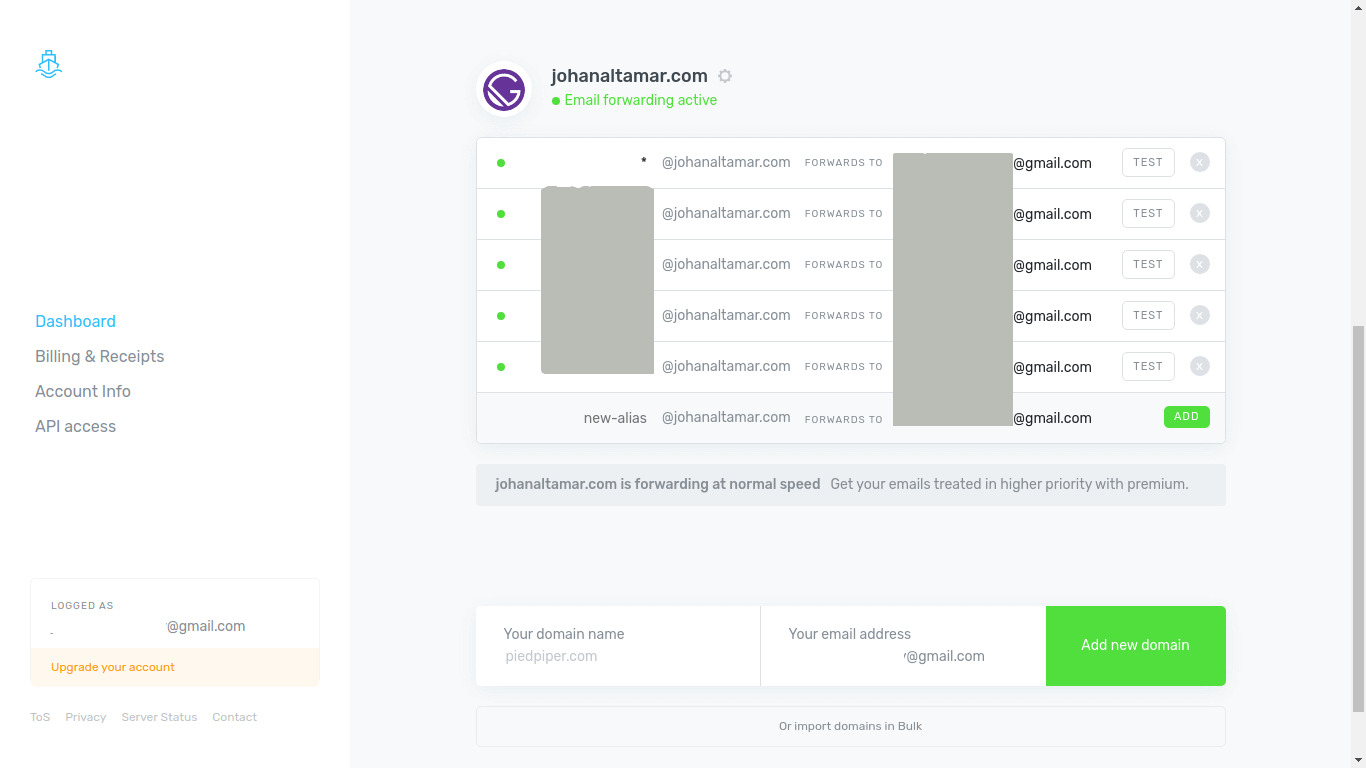 johanaltamar.com
Email forwarding active
* @johanaltamar.com FORWARDS TO @gmail.com TEST x
@johanaltamar.com FORWARDS TO @gmail.com TEST x
@johanaltamar.com FORWARDS TO @gmail.com TEST x
@johanaltamar.com FORWARDS TO @gmail.com TEST x
@johanaltamar.com FORWARDS TO @gmail.com TEST x
new-alias @johanaltamar.com FORWARDS TO @gmail.com ADD
johanaltamar.com is forwarding at normal speed Get your emails treated in higher priority with premium.
Dashboard
Billing & Receipts
Account Info
API access
LOGGED AS
@gmail.com
Upgrade your account
ToS Privacy Server Status Contact
Your domain name
piedpiper.com
Your email address
@gmail.com
Add new domain
Or import domains in Bulk